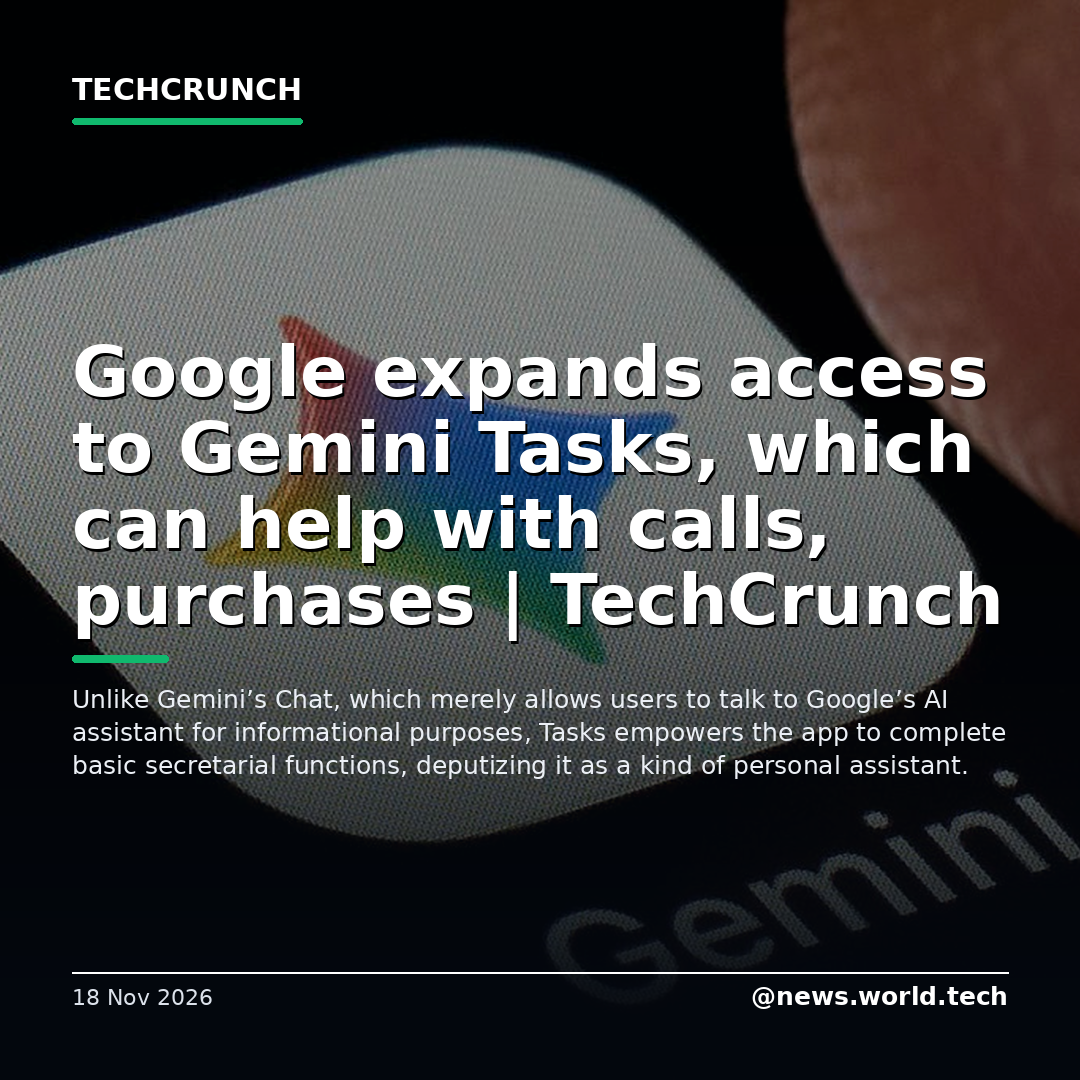 TECHCRUNCH
Google expands access
to Gemini Tasks, which
can help with calls,
purchases | TechCrunch
Unlike Gemini’s Chat, which merely allows users to talk to Google’s AI
assistant for informational purposes, Tasks empowers the app to complete
basic secretarial functions, deputizing it as a kind of personal assistant.
Gemini
18 Nov 2026
@news.world.tech